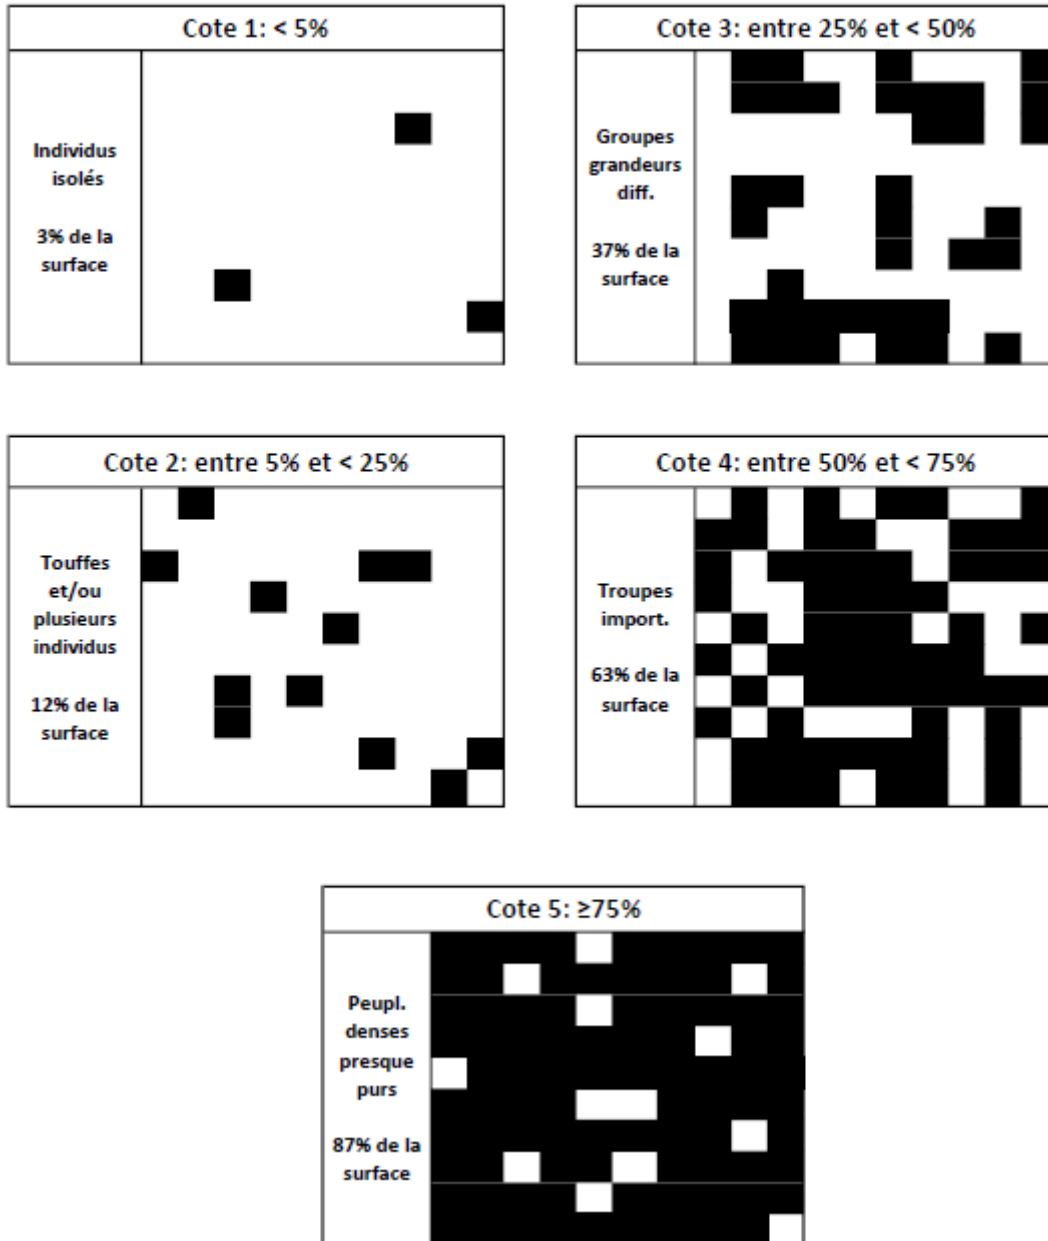 Cote 1: < 5%
Individus
isolés
3% de la
surface
Cote 3: entre 25% et < 50%
Groupes
grandeurs
diff.
37% de la
surface
Cote 2: entre 5% et < 25%
Touffes
et/ou
plusieurs
individus
12% de la
surface
Cote 4: entre 50% et < 75%
Troupes
import.
63% de la
surface
Cote 5: ≥75%
Peupl.
denses
presque
purs
87% de la
surface